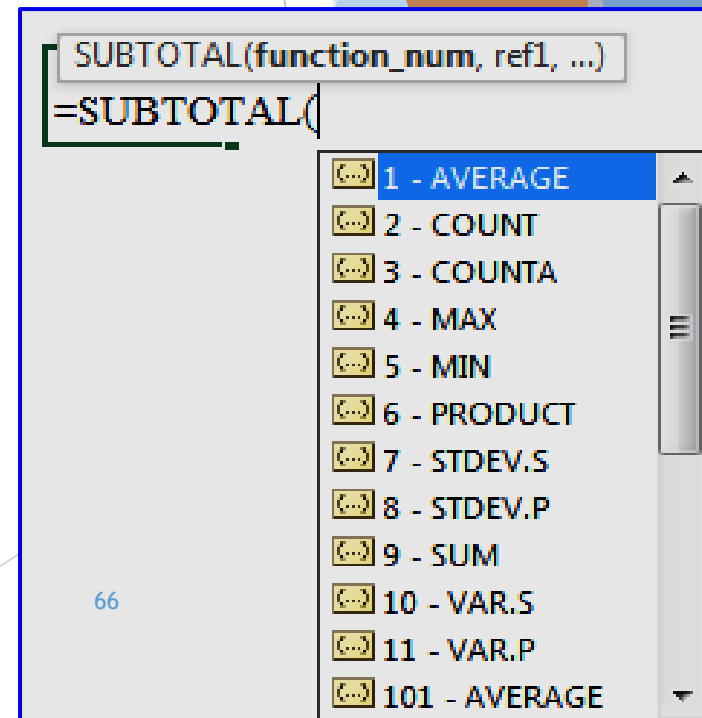 SUBTOTAL(function_num, ref1, ...)
=SUBTOTAL(
1 - AVERAGE
2 - COUNT
3 - COUNTA
4 - MAX
5 - MIN
6 - PRODUCT
7 - STDEV.S
8 - STDEV.P
9 - SUM
10 - VAR.S
11 - VAR.P
101 - AVERAGE
66